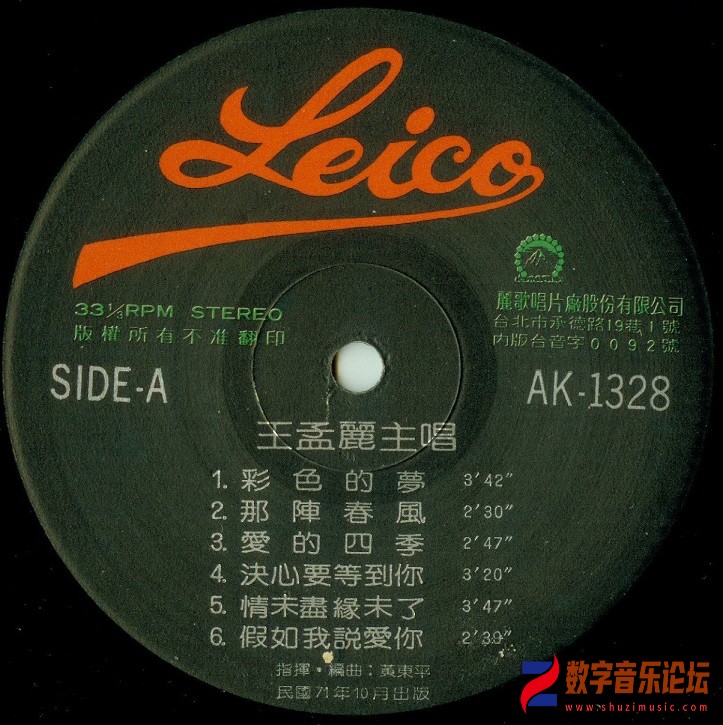 Leico
33⅓RPM STEREO
版權所有不准翻印
麗歌唱片廠股份有限公司
台北市承德路19巷1號
內版台音字0092號
SIDE-A
AK-1328
王孟麗主唱
1. 彩色的夢 3'42"
2. 那陣春風 2'30"
3. 愛的四季 2'47"
4. 決心要等到你 3'20"
5. 情未盡緣未了 3'47"
6. 假如我說愛你 2'39"
指揮·編曲：黃東平
民國71年10月出版
数字音乐论坛
www.shuzimusic.com